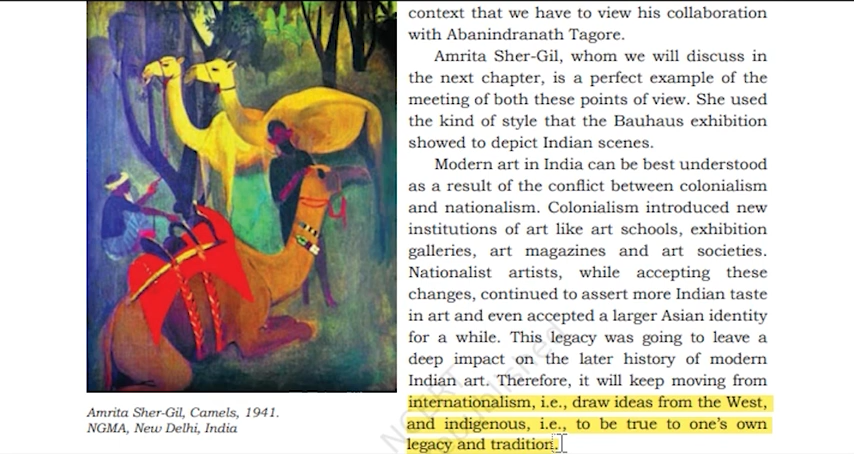 context that we have to view his collaboration
with Abanindranath Tagore.
Amrita Sher-Gil, whom we will discuss in
the next chapter, is a perfect example of the
meeting of both these points of view. She used
the kind of style that the Bauhaus exhibition
showed to depict Indian scenes.
Modern art in India can be best understood
as a result of the conflict between colonialism
and nationalism. Colonialism introduced new
institutions of art like art schools, exhibition
galleries, art magazines and art societies.
Nationalist artists, while accepting these
changes, continued to assert more Indian taste
in art and even accepted a larger Asian identity
for a while. This legacy was going to leave a
deep impact on the later history of modern
Indian art. Therefore, it will keep moving from
internationalism, i.e., draw ideas from the West,
and indigenous, i.e., to be true to one's own
legacy and tradition.
Amrita Sher-Gil, Camels, 1941.
NGMA, New Delhi, India
NCERT